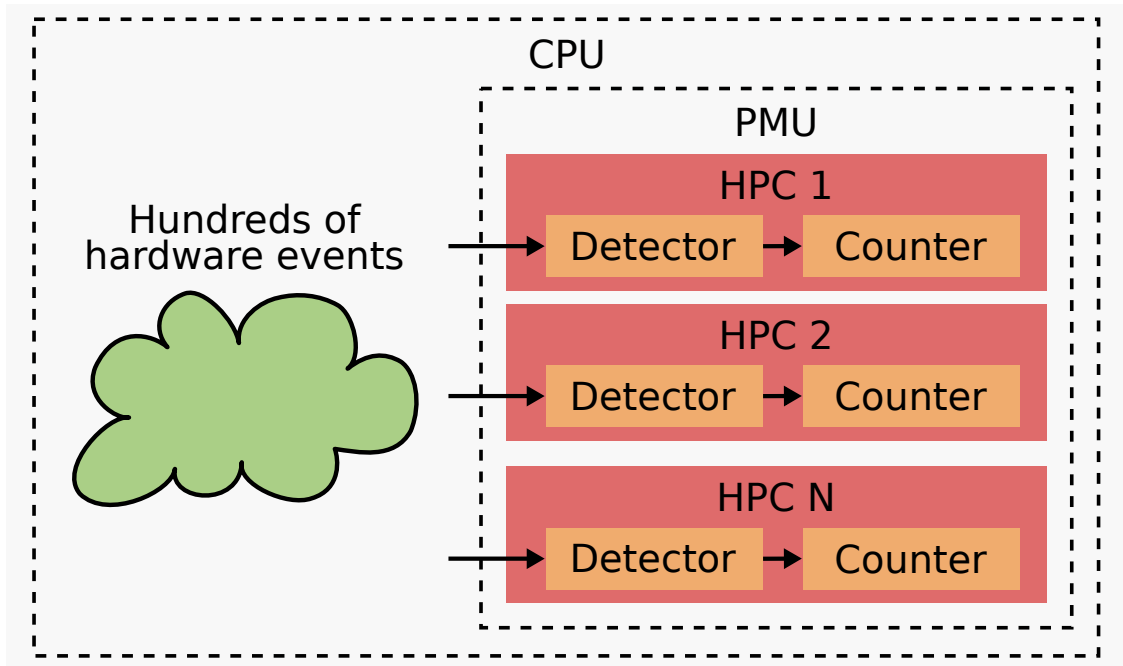 CPU
PMU
Hundreds of
hardware events
HPC 1
Detector
Counter
HPC 2
Detector
Counter
HPC N
Detector
Counter